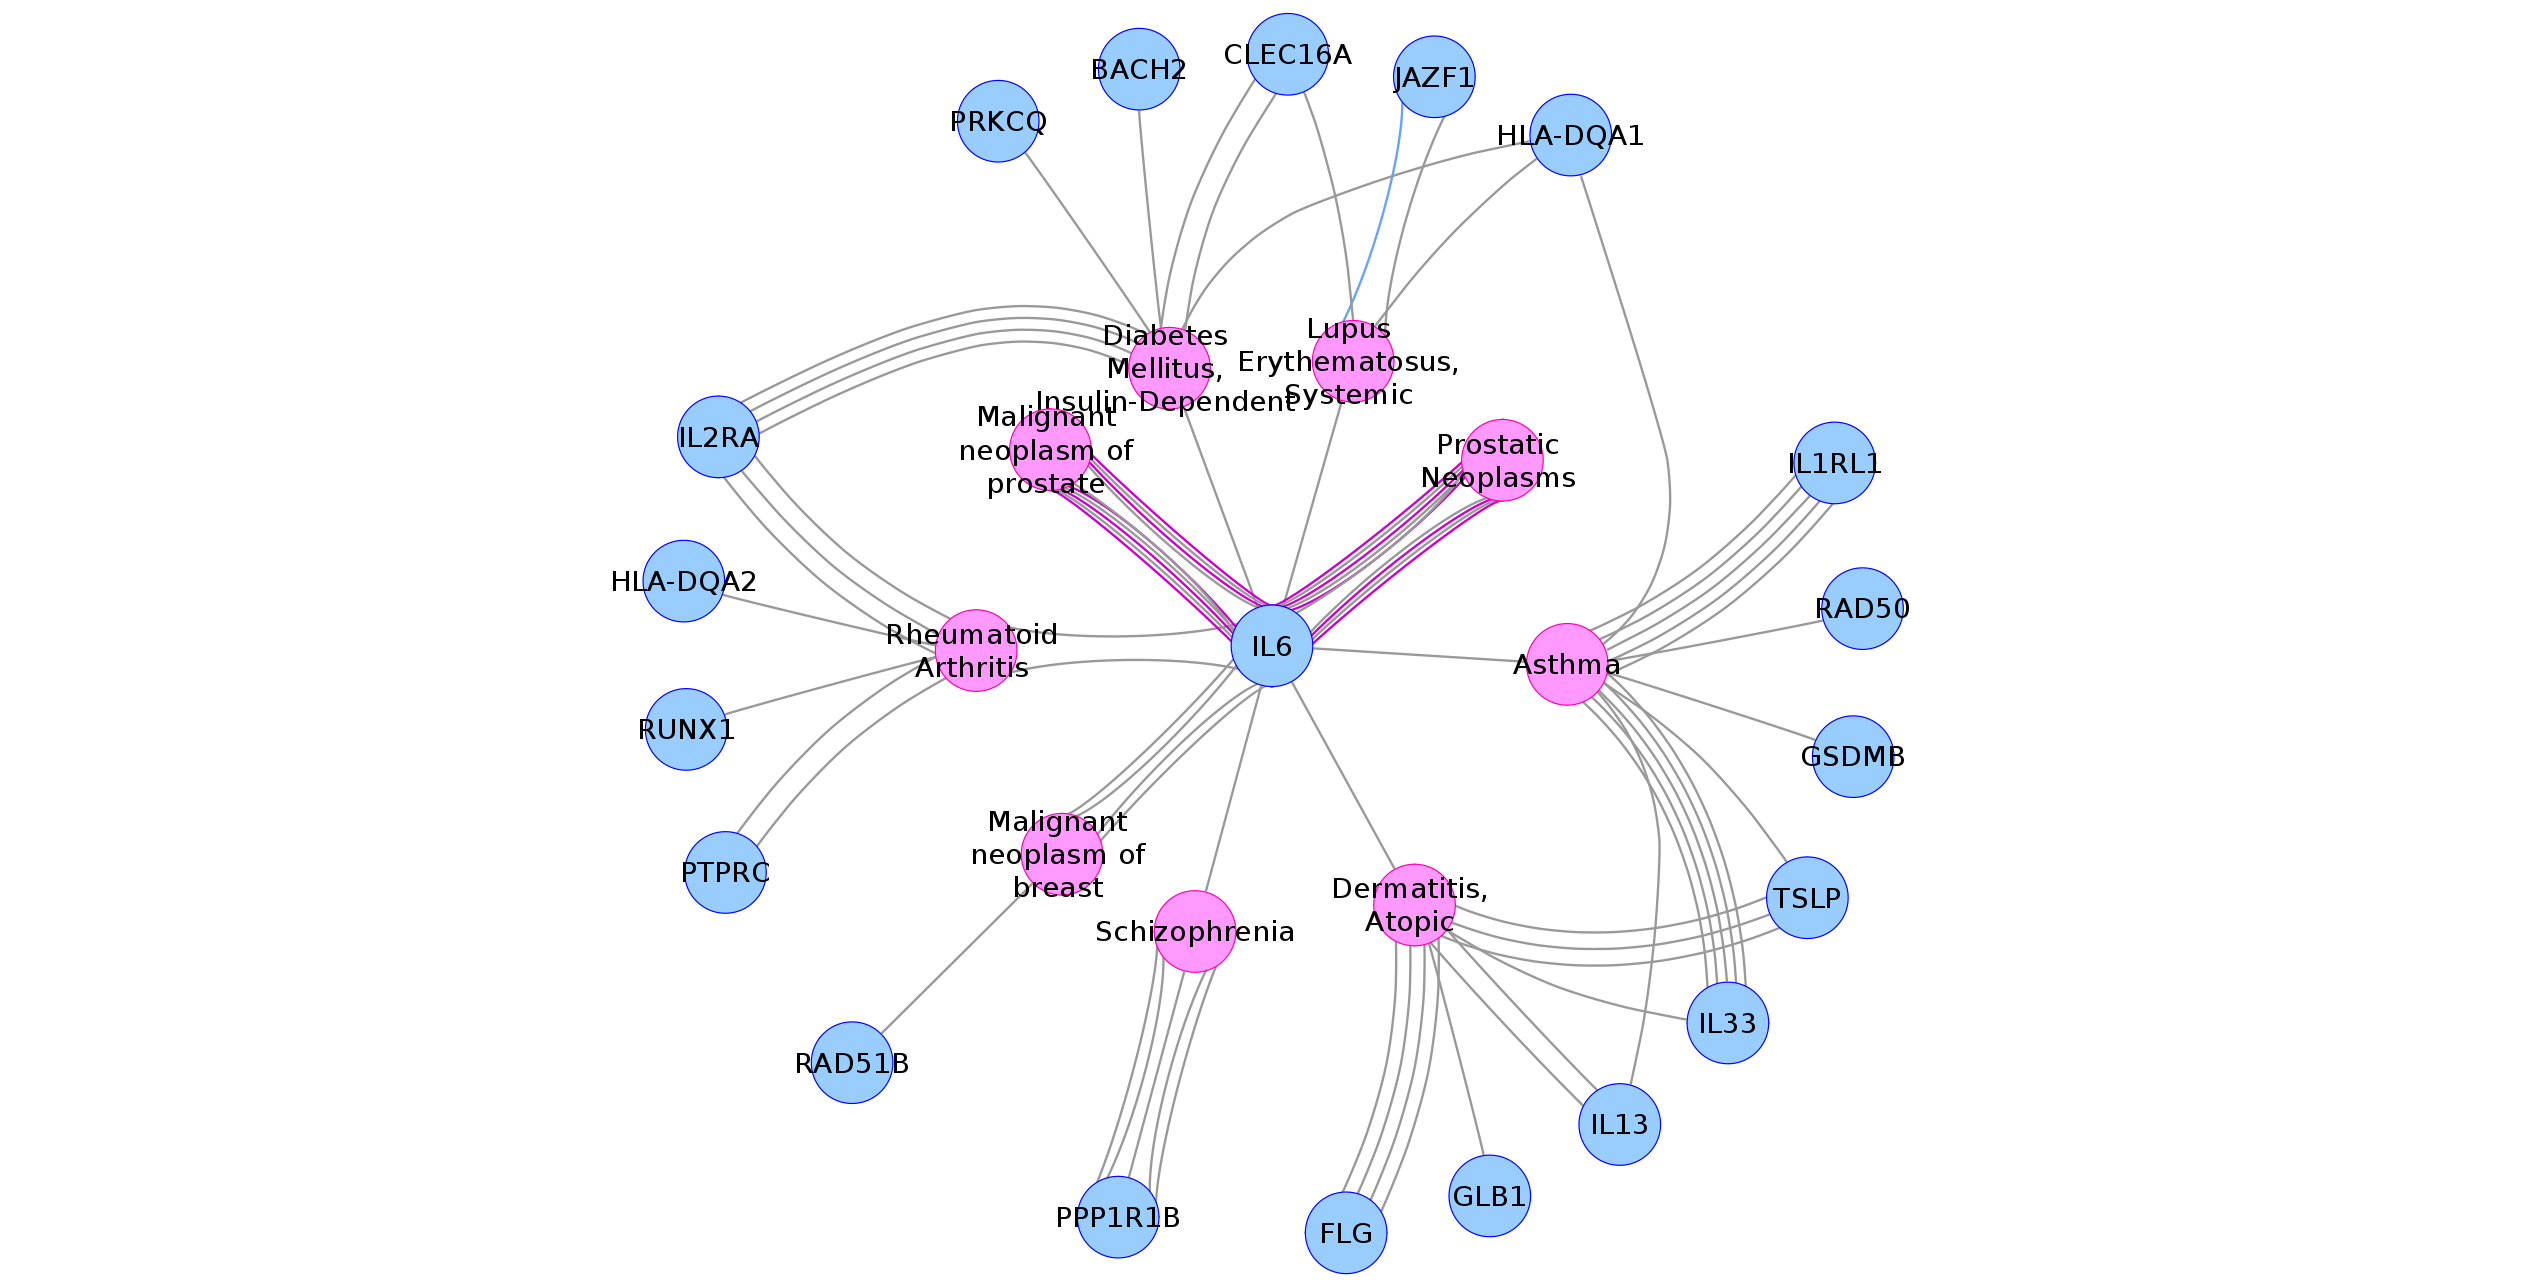 CLEC16A
BACH2
JAZF1
PRKCQ
HLA-DQA1
Diabetes
Mellitus,
Insulin-Dependent
Lupus
Erythematosus,
Systemic
Malignant
neoplasm of
prostate
Prostatic
Neoplasms
IL2RA
IL1RL1
HLA-DQA2
RAD50
Rheumatoid
Arthritis
IL6
Asthma
RUNX1
GSDMB
Malignant
neoplasm of
breast
PTPRC
Dermatitis,
Atopic
TSLP
Schizophrenia
IL33
RAD51B
IL13
GLB1
PPP1R1B
FLG